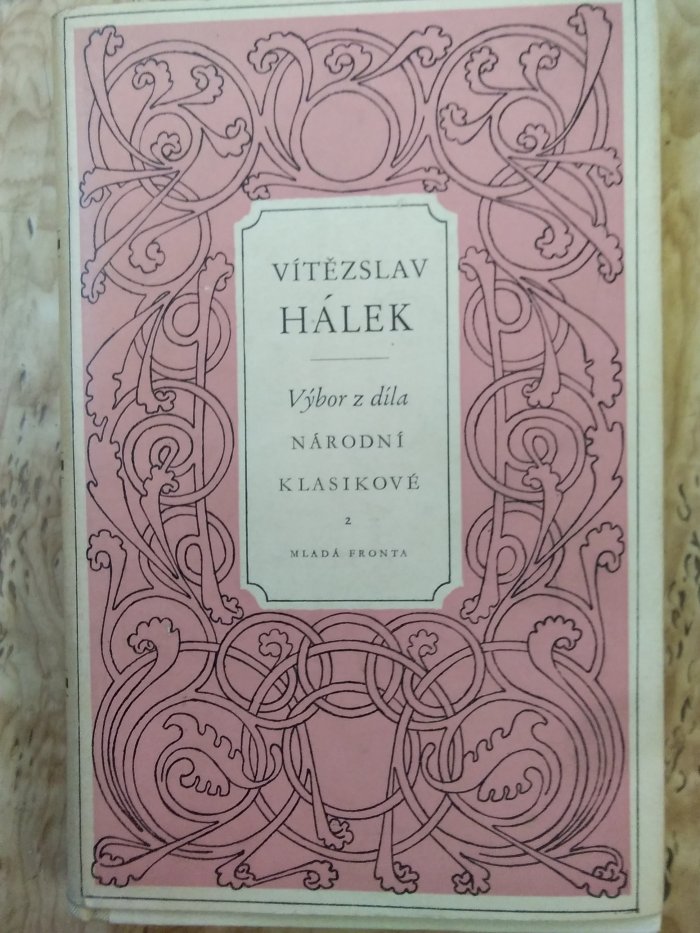 VÍTĚZSLAV
HÁLEK
Výbor z díla
NÁRODNÍ
KLASIKOVÉ
2
MLADÁ FRONTA